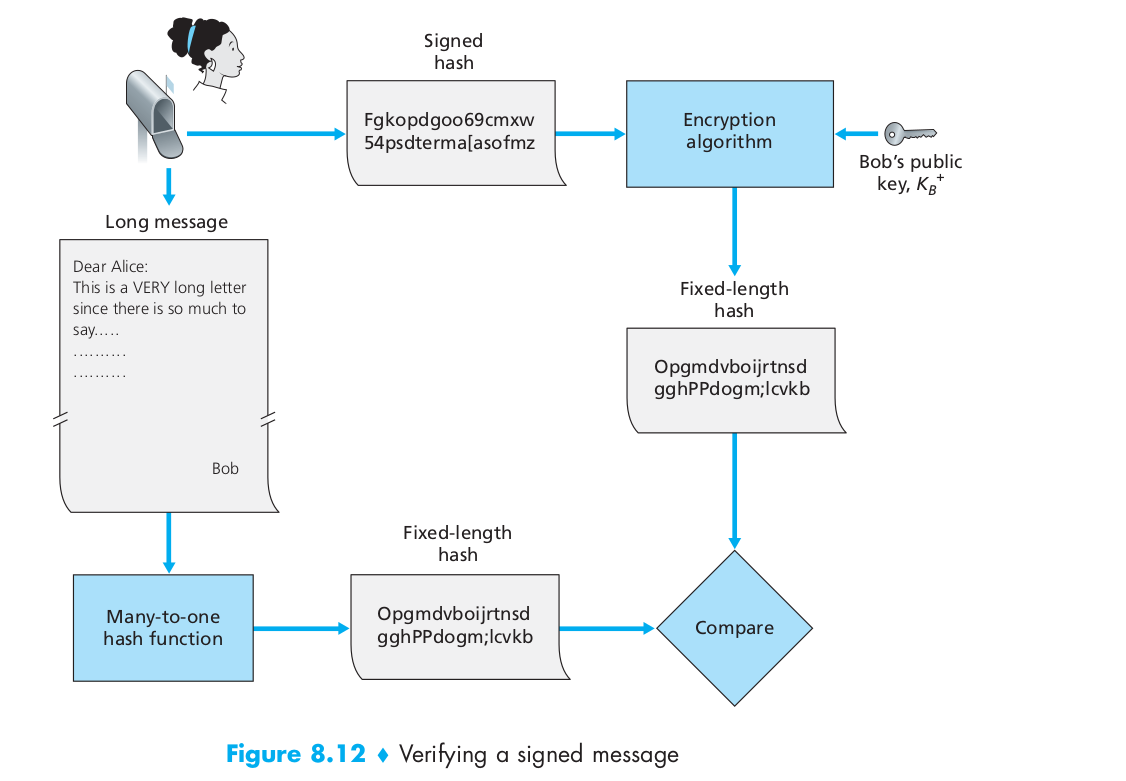 Signed
hash
Fgkopdgoo69cmxw
54psdterma[asofmz
Encryption
algorithm
Bob's public
key, K_B^+
Long message
Dear Alice:
This is a VERY long letter
since there is so much to
say.....
..........
..........
Bob
Fixed-length
hash
Opgmdvboijrtnsd
gghPPdogm;lcvkb
Many-to-one
hash function
Fixed-length
hash
Opgmdvboijrtnsd
gghPPdogm;lcvkb
Compare
Figure 8.12 ♦ Verifying a signed message